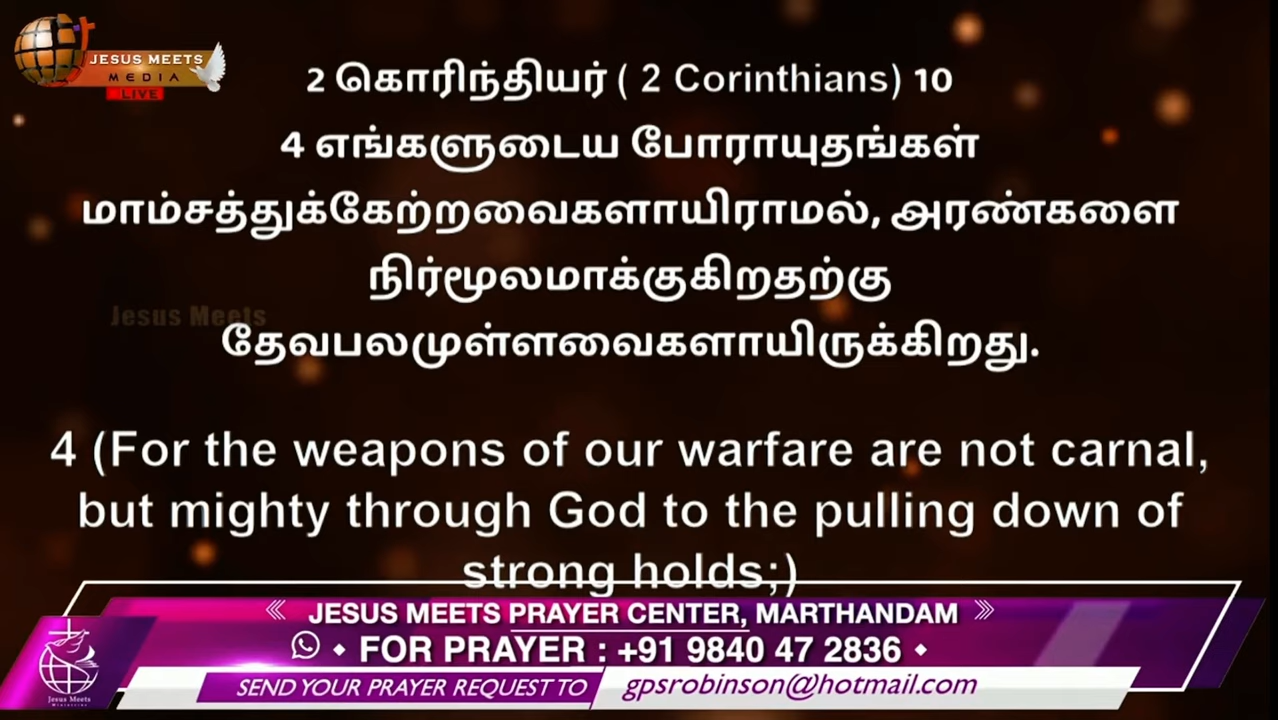 JESUS MEETS
MEDIA
LIVE
2 கொரிந்தியர் ( 2 Corinthians) 10
4 எங்களுடைய போராயுதங்கள்
மாம்சத்துக்கேற்றவைகளாயிராமல், அரண்களை
நிர்மூலமாக்குகிறதற்கு
Jesus Meets
தேவபலமுள்ளவைகளாயிருக்கிறது.
4 (For the weapons of our warfare are not carnal,
but mighty through God to the pulling down of
strong holds;)
JESUS MEETS PRAYER CENTER, MARTHANDAM
FOR PRAYER : +91 9840 47 2836
SEND YOUR PRAYER REQUEST TO gpsrobinson@hotmail.com
Jesus Meets
Ministries